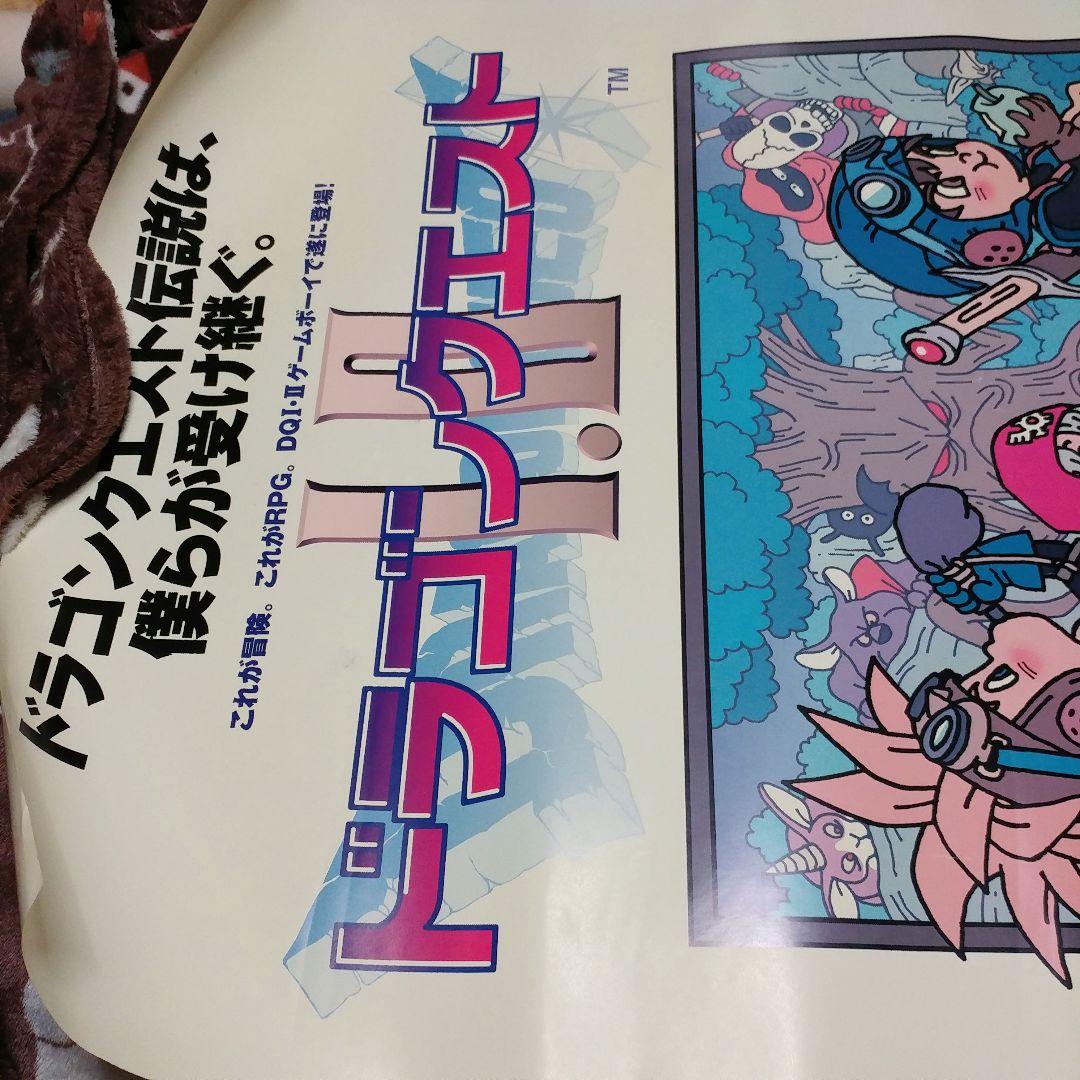 ドラゴンクエスト伝説は、
僕らが受け継ぐ。
これが冒険。これがRPG。DQI・IIゲームボーイで遂に登場!
ドラゴンクエスト
I・II
TM